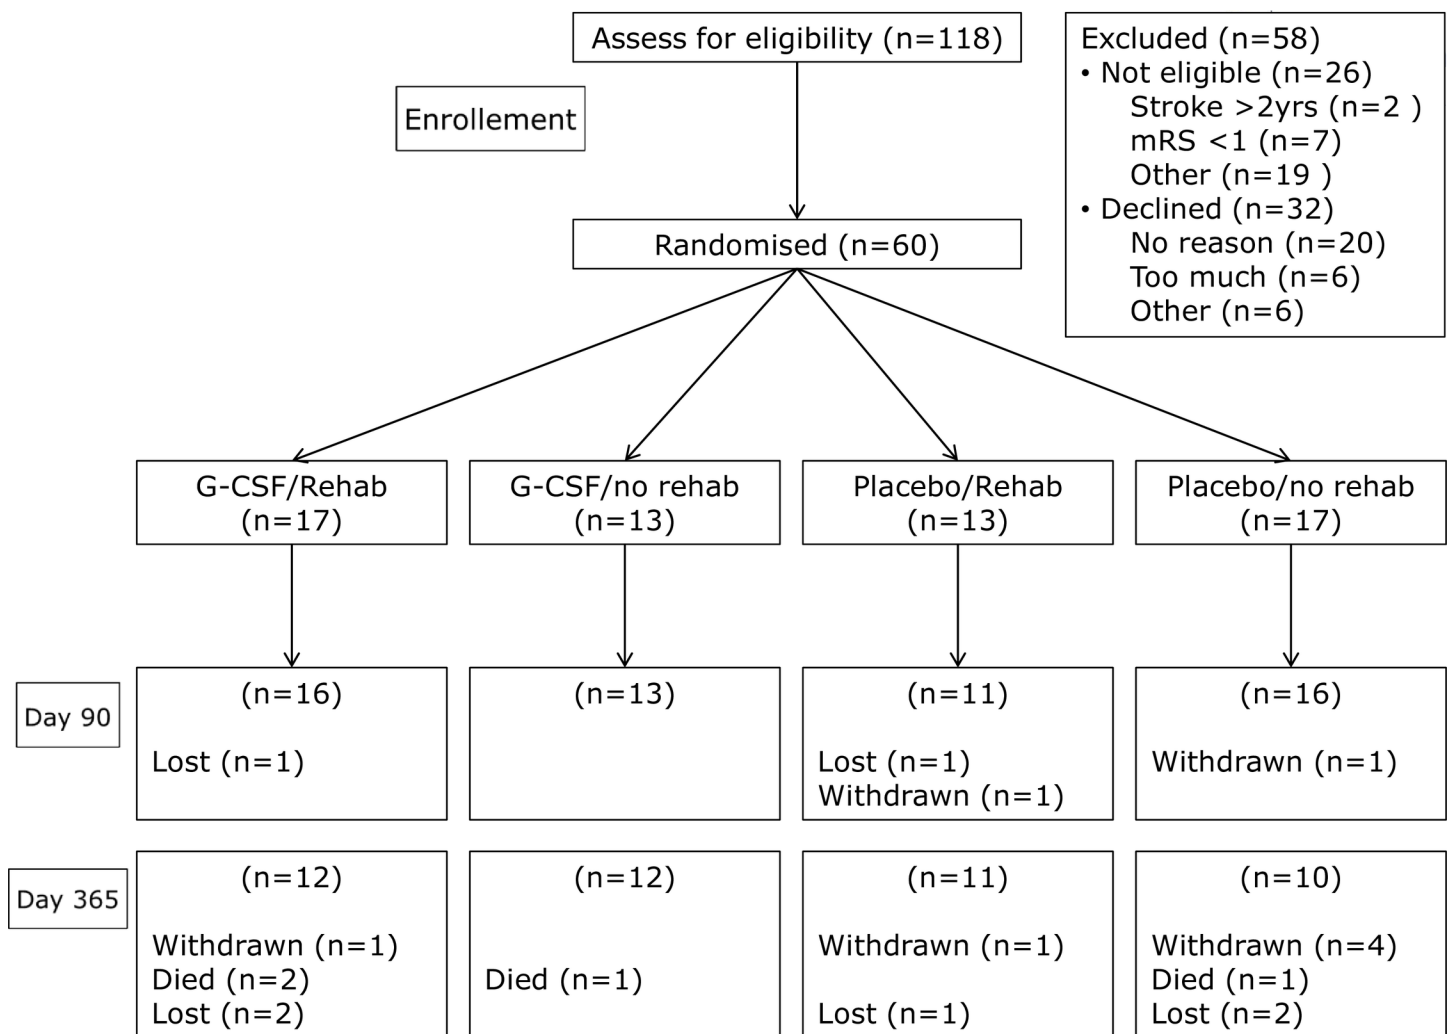 Assess for eligibility (n=118)
Excluded (n=58)
• Not eligible (n=26)
Stroke >2yrs (n=2 )
mRS <1 (n=7)
Other (n=19 )
• Declined (n=32)
No reason (n=20)
Too much (n=6)
Other (n=6)
Enrollement
Randomised (n=60)
G-CSF/Rehab
(n=17)
G-CSF/no rehab
(n=13)
Placebo/Rehab
(n=13)
Placebo/no rehab
(n=17)
Day 90
(n=16)
Lost (n=1)
(n=13)
(n=11)
Lost (n=1)
Withdrawn (n=1)
(n=16)
Withdrawn (n=1)
Day 365
(n=12)
Withdrawn (n=1)
Died (n=2)
Lost (n=2)
(n=12)
Died (n=1)
(n=11)
Withdrawn (n=1)
Lost (n=1)
(n=10)
Withdrawn (n=4)
Died (n=1)
Lost (n=2)